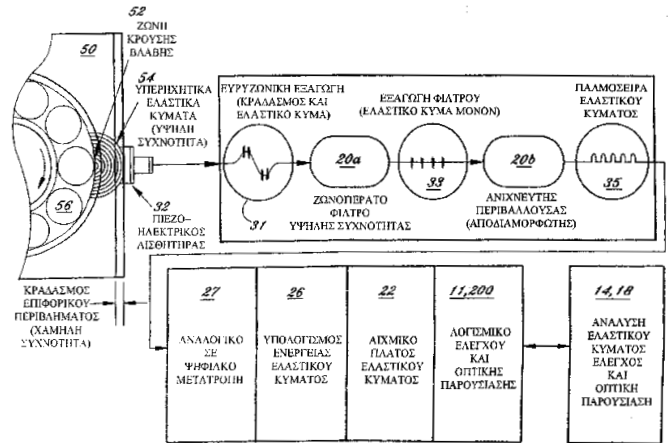 52
50
ΖΩΝΗ
ΚΡΟΥΣΗΣ
ΒΛΑΒΗΣ
54
ΥΠΕΡΗΧΗΤΙΚΑ
ΕΛΑΣΤΙΚΑ
ΚΥΜΑΤΑ
(ΥΨΗΛΗ
ΣΥΧΝΟΤΗΤΑ)
56
32
ΠΙΕΖΟ-
ΗΛΕΚΤΡΙΚΟΣ
ΑΙΣΘΗΤΗΡΑΣ
ΚΡΑΔΑΣΜΟΣ
ΕΠΙΦΟΡΙΚΟΥ
ΠΕΡΙΒΛΗΜΑΤΟΣ
(ΧΑΜΗΛΗ
ΣΥΧΝΟΤΗΤΑ)
ΕΥΡΥΖΩΝΙΚΗ ΕΞΑΓΩΓΗ
(ΚΡΑΔΑΣΜΟΣ ΚΑΙ
ΕΛΑΣΤΙΚΟ ΚΥΜΑ)
31
20a
ΖΩΝΟΠΕΡΑΤΟ
ΦΙΛΤΡΟ
ΥΨΗΛΗΣ ΣΥΧΝΟΤΗΤΑΣ
ΕΞΑΓΩΓΗ ΦΙΛΤΡΟΥ
(ΕΛΑΣΤΙΚΟ ΚΥΜΑ ΜΟΝΟΝ)
33
20b
ΑΝΙΧΝΕΥΤΗΣ
ΠΕΡΙΒΑΛΛΟΥΣΑΣ
(ΑΠΟΔΙΑΜΟΡΦΩΤΗΣ)
ΠΑΛΜΟΣΕΙΡΑ
ΕΛΑΣΤΙΚΟΥ
ΚΥΜΑΤΟΣ
35
27
ΑΝΑΛΟΓΙΚΟ
ΣΕ
ΨΗΦΙΑΚΟ
ΜΕΤΑΤΡΟΠΗ
26
ΥΠΟΛΟΓΙΣΜΟΣ
ΕΝΕΡΓΕΙΑΣ
ΕΛΑΣΤΙΚΟΥ
ΚΥΜΑΤΟΣ
22
ΑΙΧΜΙΚΟ
ΠΛΑΤΟΣ
ΕΛΑΣΤΙΚΟΥ
ΚΥΜΑΤΟΣ
11,200
ΛΟΓΙΣΜΙΚΟ
ΕΛΕΓΧΟΥ
ΚΑΙ
ΟΠΤΙΚΗΣ
ΠΑΡΟΥΣΙΑΣΗΣ
14,18
ΑΝΑΛΥΣΗ
ΕΛΑΣΤΙΚΟΥ
ΚΥΜΑΤΟΣ
ΕΛΕΓΧΟΣ
ΚΑΙ
ΟΠΤΙΚΗ
ΠΑΡΟΥΣΙΑΣΗ